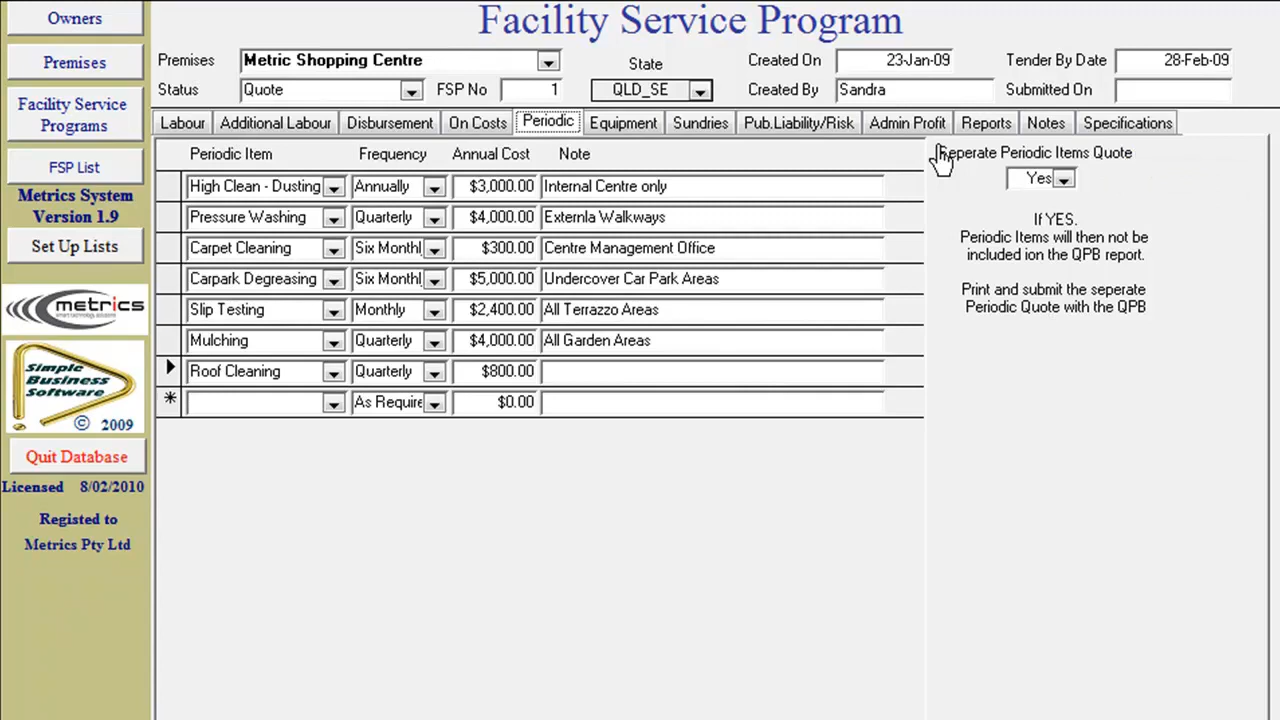 Facility Service Program
Owners
Premises
Facility Service
Programs
FSP List
Metrics System
Version 1.9
Set Up Lists
metrics
Simple
Business
Software
© 2009
Quit Database
Licensed 8/02/2010
Registed to
Metrics Pty Ltd
Premises Metric Shopping Centre State Created On 23-Jan-09 Tender By Date 28-Feb-09
Status Quote FSP No 1 QLD_SE Created By Sandra Submitted On
Labour Additional Labour Disbursement On Costs Periodic Equipment Sundries Pub.Liability/Risk Admin Profit Reports Notes Specifications
Periodic Item Frequency Annual Cost Note
High Clean - Dusting Annually $3,000.00 Internal Centre only
Pressure Washing Quarterly $4,000.00 Externla Walkways
Carpet Cleaning Six Monthl $300.00 Centre Management Office
Carpark Degreasing Six Monthl $5,000.00 Undercover Car Park Areas
Slip Testing Monthly $2,400.00 All Terrazzo Areas
Mulching Quarterly $4,000.00 All Garden Areas
Roof Cleaning Quarterly $800.00
As Require $0.00
Seperate Periodic Items Quote
Yes
If YES.
Periodic Items will then not be
included ion the QPB report.
Print and submit the seperate
Periodic Quote with the QPB